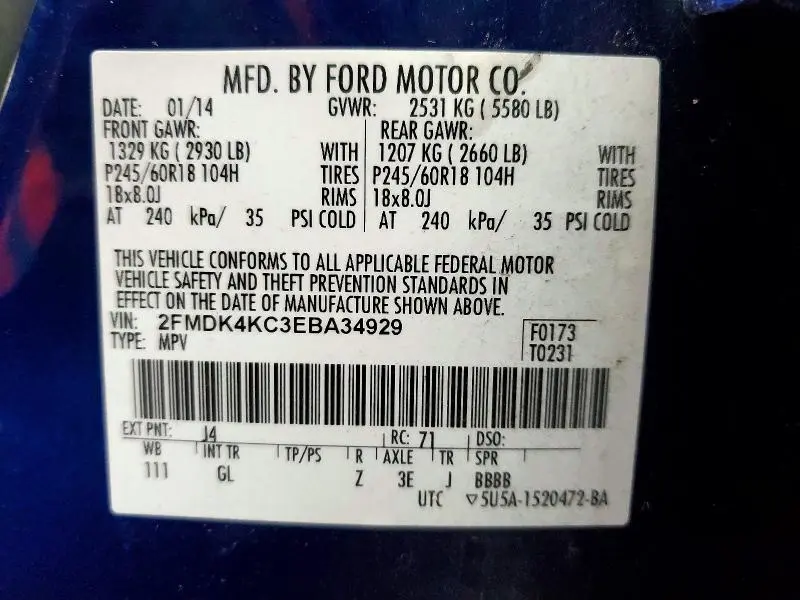 MFD. BY FORD MOTOR CO.
DATE: 01/14 GVWR: 2531 KG ( 5580 LB)
FRONT GAWR: REAR GAWR:
1329 KG ( 2930 LB) WITH 1207 KG ( 2660 LB) WITH
P245/60R18 104H TIRES P245/60R18 104H TIRES
18x8.0J RIMS 18x8.0J RIMS
AT 240 kPa/ 35 PSI COLD AT 240 kPa/ 35 PSI COLD
THIS VEHICLE CONFORMS TO ALL APPLICABLE FEDERAL MOTOR
VEHICLE SAFETY AND THEFT PREVENTION STANDARDS IN
EFFECT ON THE DATE OF MANUFACTURE SHOWN ABOVE.
VIN: 2FMDK4KC3EBA34929 F0173
TYPE: MPV T0231
EXT PNT: J4 RC: 71 DSO:
WB INT TR TP/PS R AXLE TR SPR
111 GL Z 3E J BBBB
UTC ▽5U5A-1520472-BA